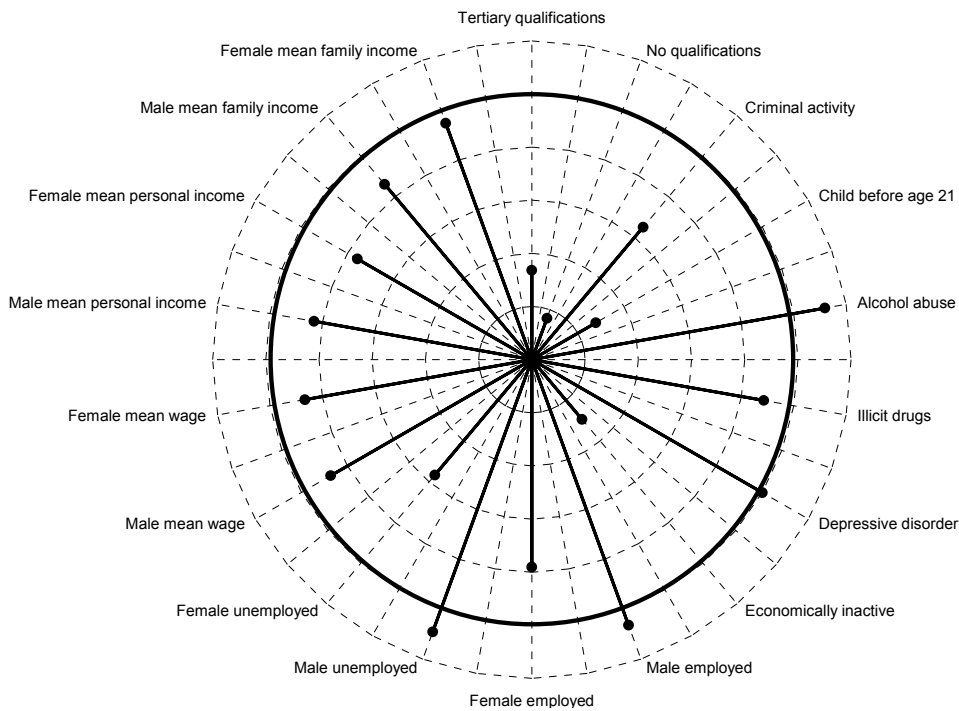 Tertiary qualifications
No qualifications
Criminal activity
Child before age 21
Alcohol abuse
Illicit drugs
Depressive disorder
Economically inactive
Male employed
Female employed
Male unemployed
Female unemployed
Male mean wage
Female mean wage
Male mean personal income
Female mean personal income
Male mean family income
Female mean family income